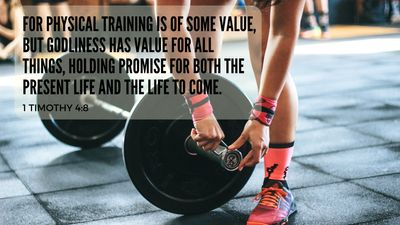 FOR PHYSICAL TRAINING IS OF SOME VALUE,
BUT GODLINESS HAS VALUE FOR ALL
THINGS, HOLDING PROMISE FOR BOTH THE
PRESENT LIFE AND THE LIFE TO COME.
1 TIMOTHY 4:8